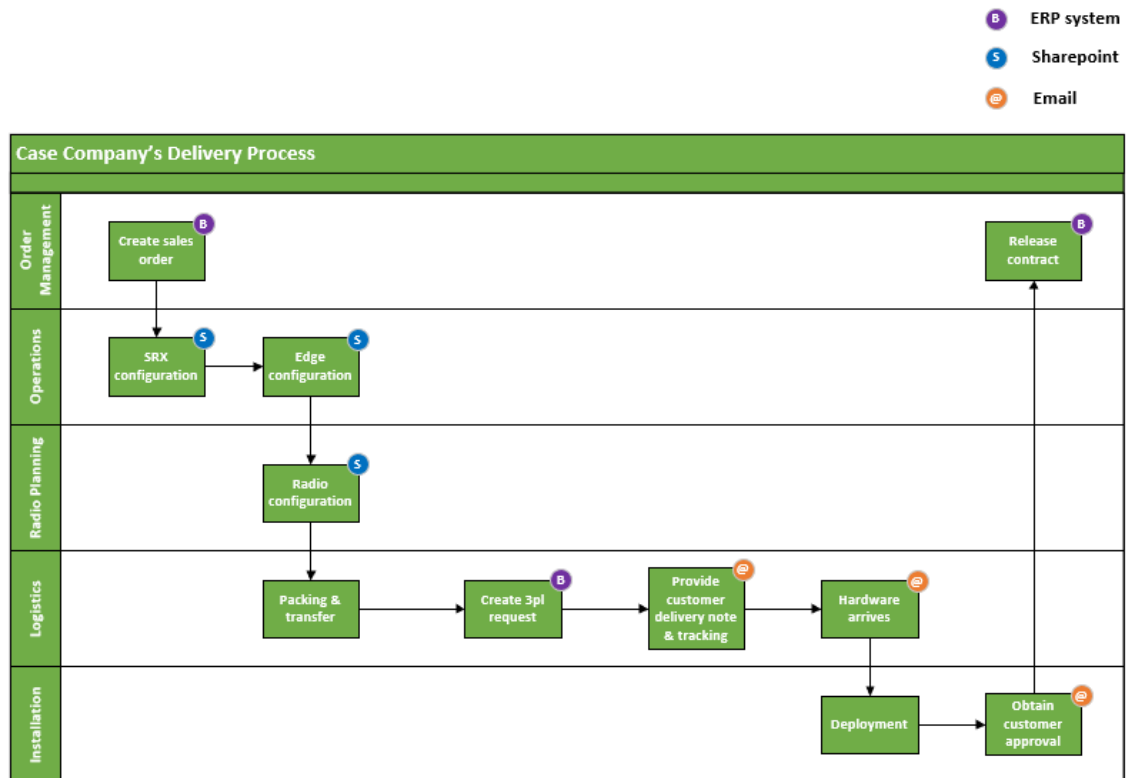 B ERP system
S Sharepoint
@ Email
Case Company's Delivery Process
Order
Management
B
Create sales
order
B
Release
contract
Operations
S
SRX
configuration
S
Edge
configuration
Radio Planning
S
Radio
configuration
Logistics
Packing &
transfer
B
Create 3pl
request
@
Provide
customer
delivery note
& tracking
@
Hardware
arrives
Installation
Deployment
@
Obtain
customer
approval